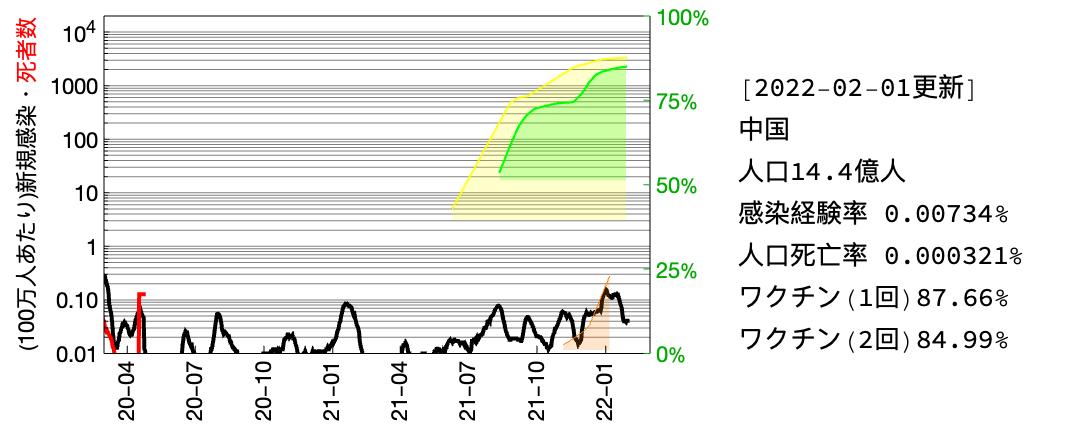 (100万人あたり)新規感染・死者数
10⁴
1000
100
10
1
0.10
0.01
100%
75%
50%
25%
0%
20-04
20-07
20-10
21-01
21-04
21-07
21-10
22-01
[2022-02-01更新]
中国
人口14.4億人
感染経験率 0.00734%
人口死亡率 0.000321%
ワクチン(1回)87.66%
ワクチン(2回)84.99%